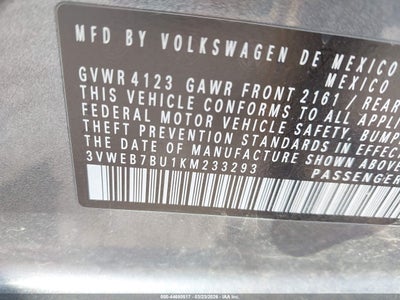 MFD BY VOLKSWAGEN DE MEXICO
MEXICO
GVWR 4123 GAWR FRONT 2161 / REAR
THIS VEHICLE CONFORMS TO ALL APPLICA
FEDERAL MOTOR VEHICLE SAFETY, BUMP
THEFT PREVENTION STANDARDS IN EFFEC
THE DATE OF MANUFACTURE SHOWN ABOVE
3VWEB7BU1KM233293
PASSENGER